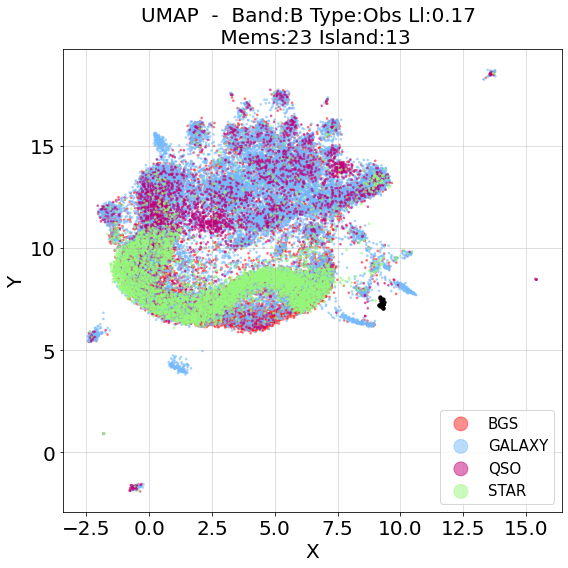 UMAP - Band:B Type:Obs Ll:0.17
Mems:23 Island:13
Y
15
10
5
0
BGS
GALAXY
QSO
STAR
−2.5 0.0 2.5 5.0 7.5 10.0 12.5 15.0
X